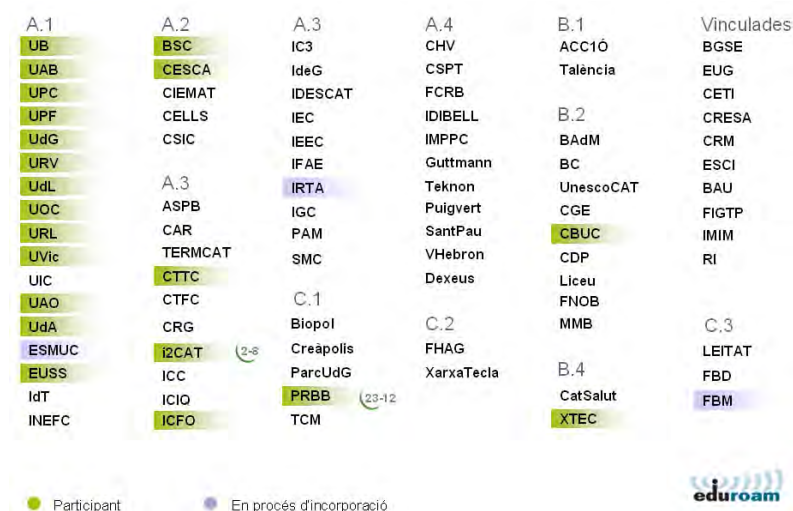 A.1
UB
UAB
UPC
UPF
UdG
URV
UdL
UOC
URL
UVic
UIC
UAO
UdA
ESMUC
EUSS
IdT
INEFC
A.2
BSC
CESCA
CIEMAT
CELLS
CSIC
A.3
ASPB
CAR
TERMCAT
CTTC
CTFC
CRG
i2CAT 2-8
ICC
ICIQ
ICFO
A.3
IC3
IdeG
IDESCAT
IEC
IEEC
IFAE
IRTA
IGC
PAM
SMC
C.1
Biopol
Creàpolis
ParcUdG
PRBB 23-12
TCM
A.4
CHV
CSPT
FCRB
IDIBELL
IMPPC
Guttmann
Teknon
Puigvert
SantPau
VHebron
Dexeus
C.2
FHAG
XarxaTecla
B.1
ACC1Ó
Talència
B.2
BAdM
BC
UnescoCAT
CGE
CBUC
CDP
Liceu
FNOB
MMB
B.4
CatSalut
XTEC
Vinculades
BGSE
EUG
CETI
CRESA
CRM
ESCI
BAU
FIGTP
IMIM
RI
C.3
LEITAT
FBD
FBM
Participant
En procés d'incorporació
eduroam